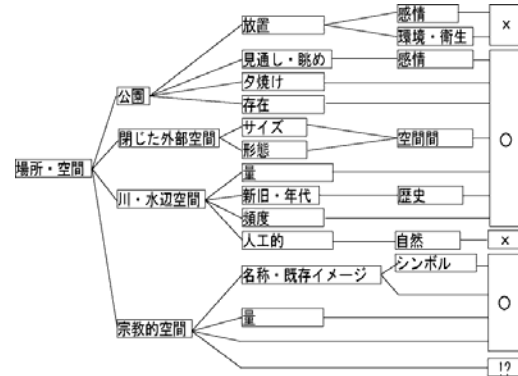 放置
感情
環境・衛生
×
見通し・眺め
感情
夕焼け
公園
存在
閉じた外部空間
サイズ
形態
空間間
○
場所・空間
量
川・水辺空間
新旧・年代
歴史
頻度
人工的
自然
×
名称・既存イメージ
シンボル
○
宗教的空間
量
!?